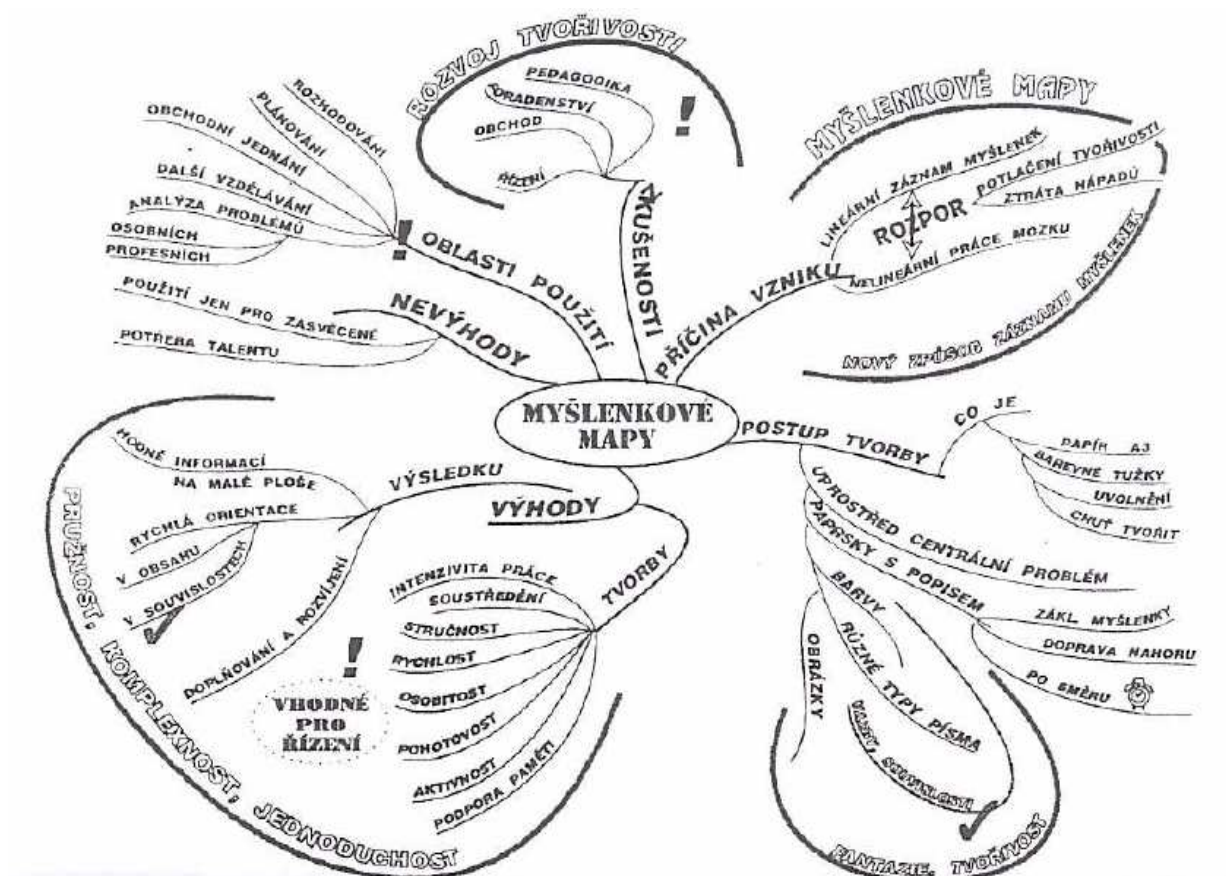 MYŠLENKOVÉ
MAPY
PŘÍČINA VZNIKU
LINEÁRNÍ ZÁZNAM MYŠLENEK
ROZPOR
NELINEÁRNÍ PRÁCE MOZKU
POTLAČENÍ TVOŘIVOSTI
ZTRÁTA NÁPADŮ
MYŠLENKOVÉ MAPY
NOVÝ ZPŮSOB ZÁZNAMU MYŠLENEK
POSTUP TVORBY
CO JE
PAPÍR A3
BAREVNÉ TUŽKY
UVOLNĚNÍ
CHUŤ TVOŘIT
UPROSTŘED CENTRÁLNÍ PROBLÉM
PAPRSKY S POPISEM
ZÁKL. MYŠLENKY
DOPRAVA NAHORU
PO SMĚRU
BARVY
RŮZNÉ TYPY PÍSMA
OBRÁZKY
VAZBY, SOUVISLOSTI
FANTAZIE, TVOŘIVOST
VÝHODY
TVORBY
INTENZIVITA PRÁCE
SOUSTŘEDĚNÍ
STRUČNOST
RYCHLOST
OSOBITOST
POHOTOVOST
AKTIVNOST
PODPORA PAMĚTI
VÝSLEDKU
HODNĚ INFORMACÍ
NA MALÉ PLOŠE
RYCHLÁ ORIENTACE
V OBSAHU
V SOUVISLOSTECH
DOPLŇOVÁNÍ A ROZVÍJENÍ
!
VHODNÉ
PRO
ŘÍZENÍ
PRUŽNOST, KOMPLEXNOST, JEDNODUCHOST
NEVÝHODY
POUŽITÍ JEN PRO ZASVĚCENÉ
POTŘEBA TALENTU
OBLASTI POUŽITÍ
!
ROZHODOVÁNÍ
PLÁNOVÁNÍ
OBCHODNÍ JEDNÁNÍ
DALŠÍ VZDĚLÁVÁNÍ
ANALÝZA PROBLÉMŮ
OSOBNÍCH
PROFESNÍCH
ZKUŠENOSTI
PEDAGOGIKA
PORADENSTVÍ
OBCHOD
ŘÍZENÍ
!
ROZVOJ TVOŘIVOSTI